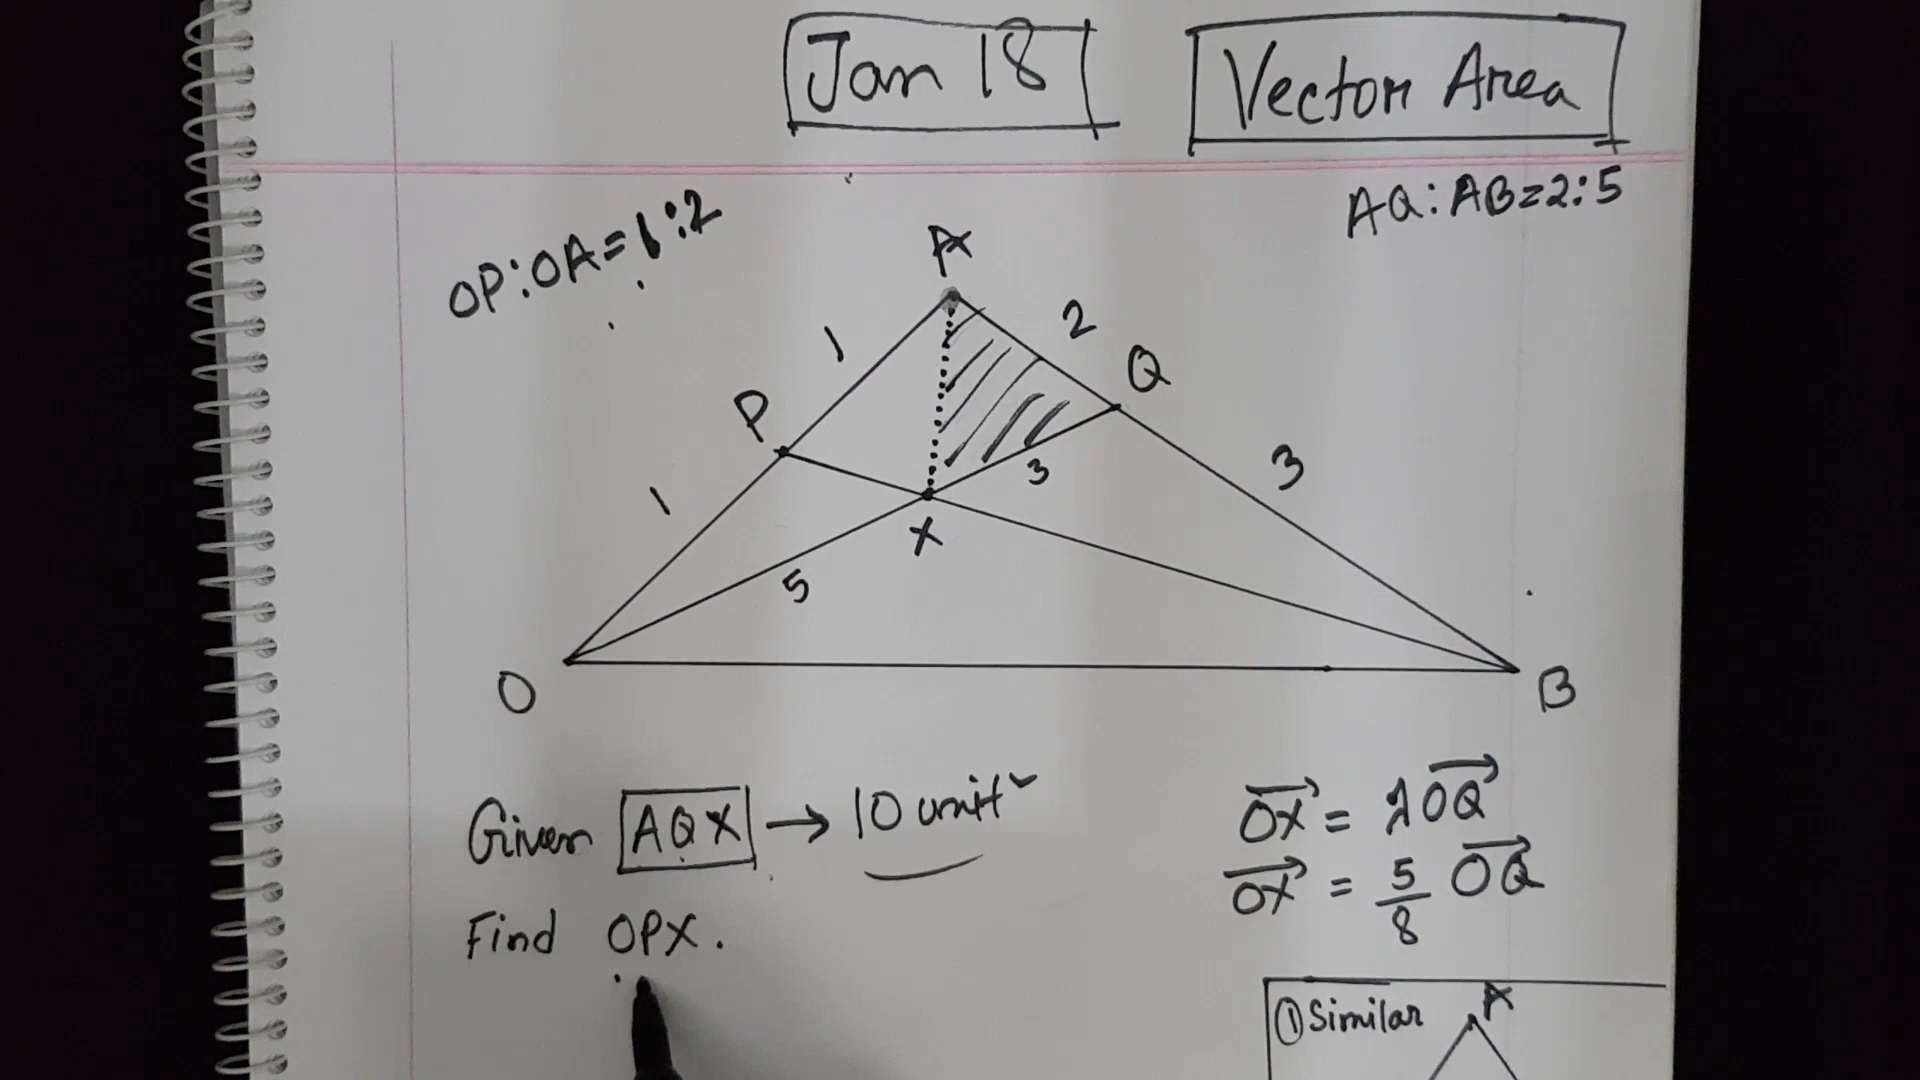 Jan 18
Vector Area
OP:OA=1:2
AQ:AB=2:5
A
1
2
Q
P
3
1
3
X
5
O
B
Given AQX → 10 unit²
Find OPX.
OX = λOQ
OX = 5/8 OQ
① Similar
A